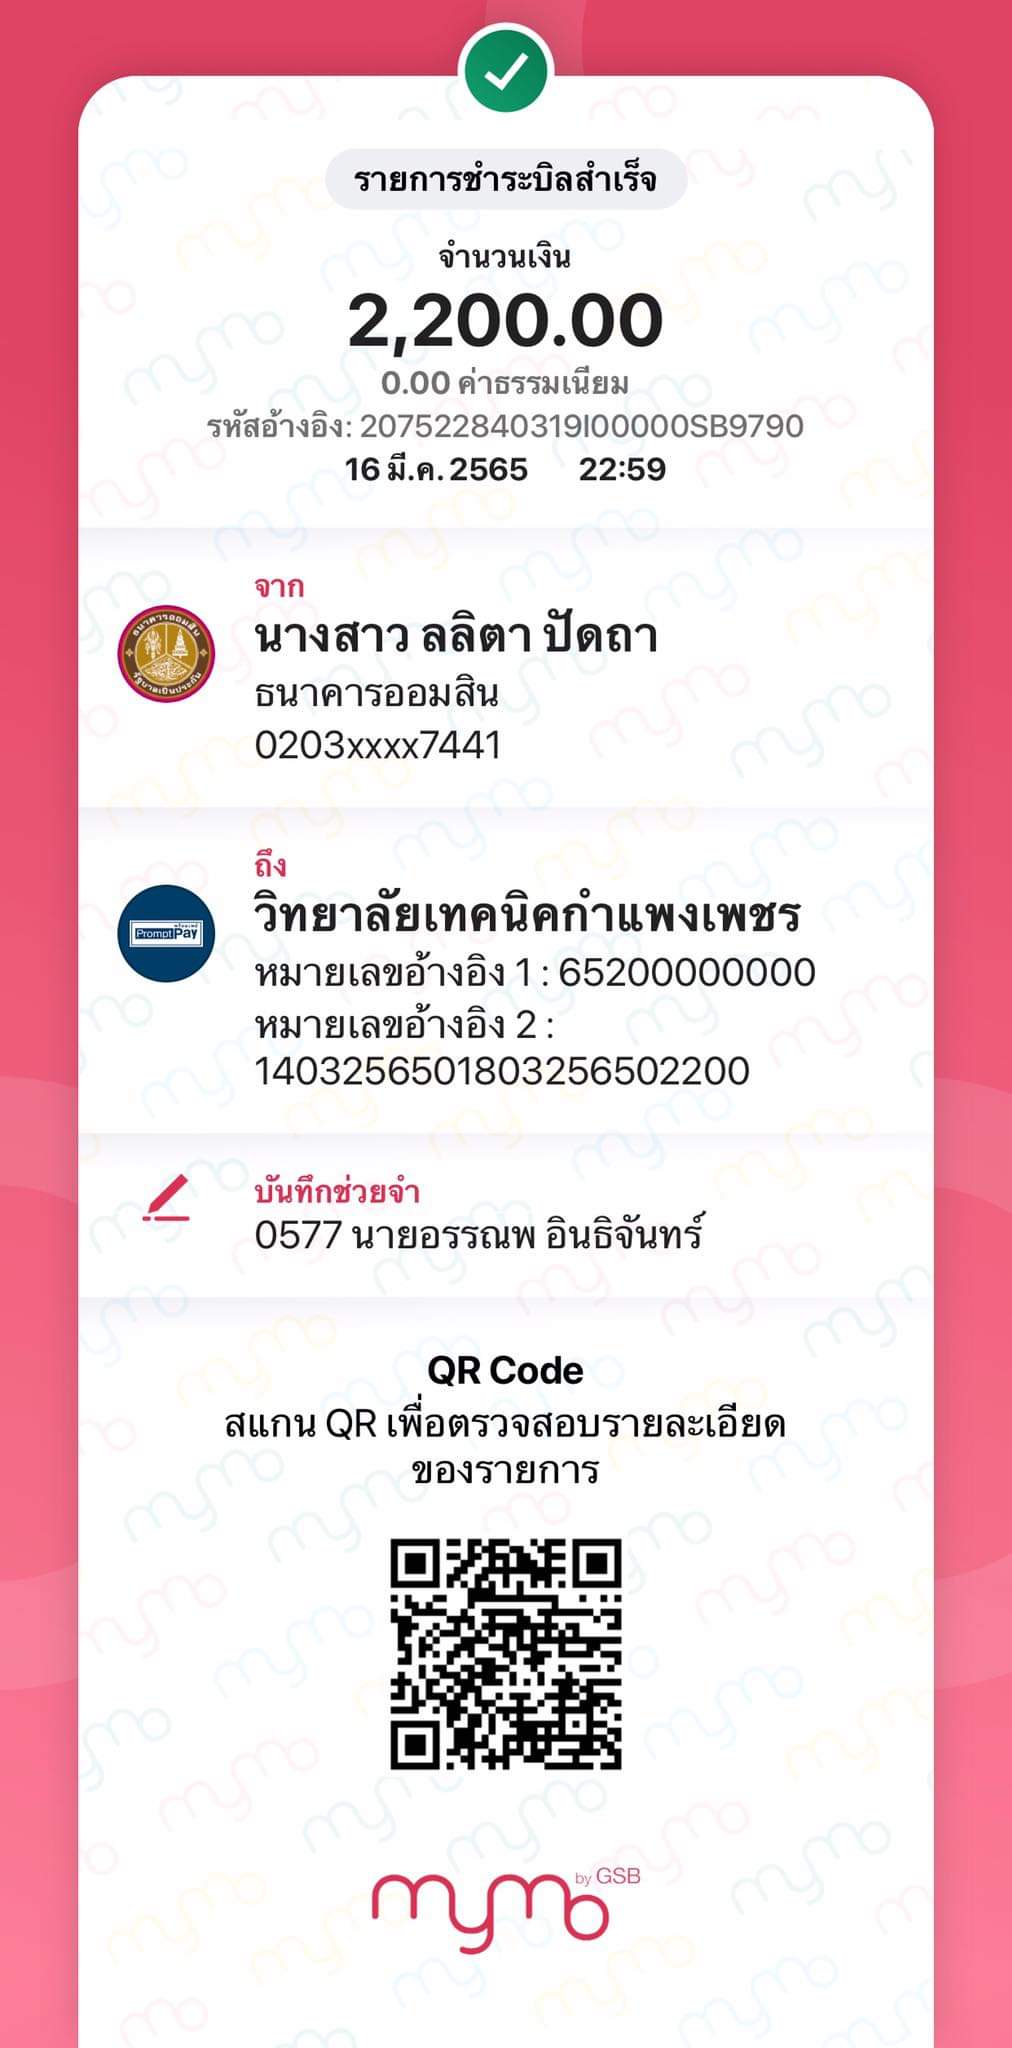 รายการชำระบิลสำเร็จ
จำนวนเงิน
2,200.00
0.00 ค่าธรรมเนียม
รหัสอ้างอิง: 207522840319I00000SB9790
16 มี.ค. 2565 22:59
จาก
นางสาว ลลิตา ปัดถา
ธนาคารออมสิน
0203xxxx7441
ถึง
PromptPay
วิทยาลัยเทคนิคกำแพงเพชร
หมายเลขอ้างอิง 1 : 65200000000
หมายเลขอ้างอิง 2 :
1403256501803256502200
บันทึกช่วยจำ
0577 นายอรรณพ อินธิจันทร์
QR Code
สแกน QR เพื่อตรวจสอบรายละเอียด
ของรายการ
mymo by GSB